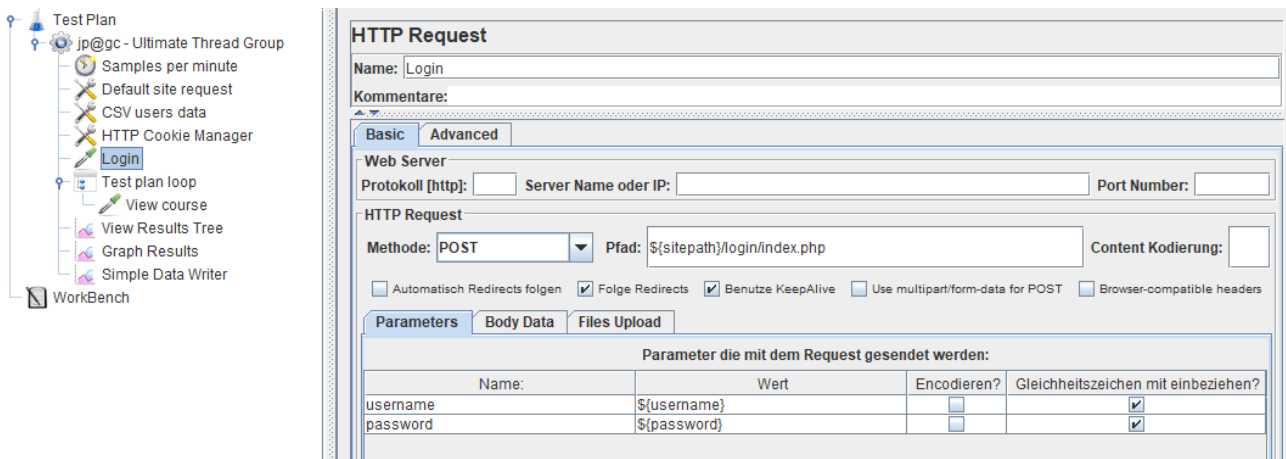 Test Plan
jp@gc - Ultimate Thread Group
Samples per minute
Default site request
CSV users data
HTTP Cookie Manager
Login
Test plan loop
View course
View Results Tree
Graph Results
Simple Data Writer
WorkBench
HTTP Request
Name: Login
Kommentare:
Basic Advanced
Web Server
Protokoll [http]: Server Name oder IP: Port Number:
HTTP Request
Methode: POST Pfad: ${sitepath}/login/index.php Content Kodierung:
Automatisch Redirects folgen Folge Redirects Benutze KeepAlive Use multipart/form-data for POST Browser-compatible headers
Parameters Body Data Files Upload
Parameter die mit dem Request gesendet werden:
Name: Wert Encodieren? Gleichheitszeichen mit einbeziehen?
username ${username}
password ${password}